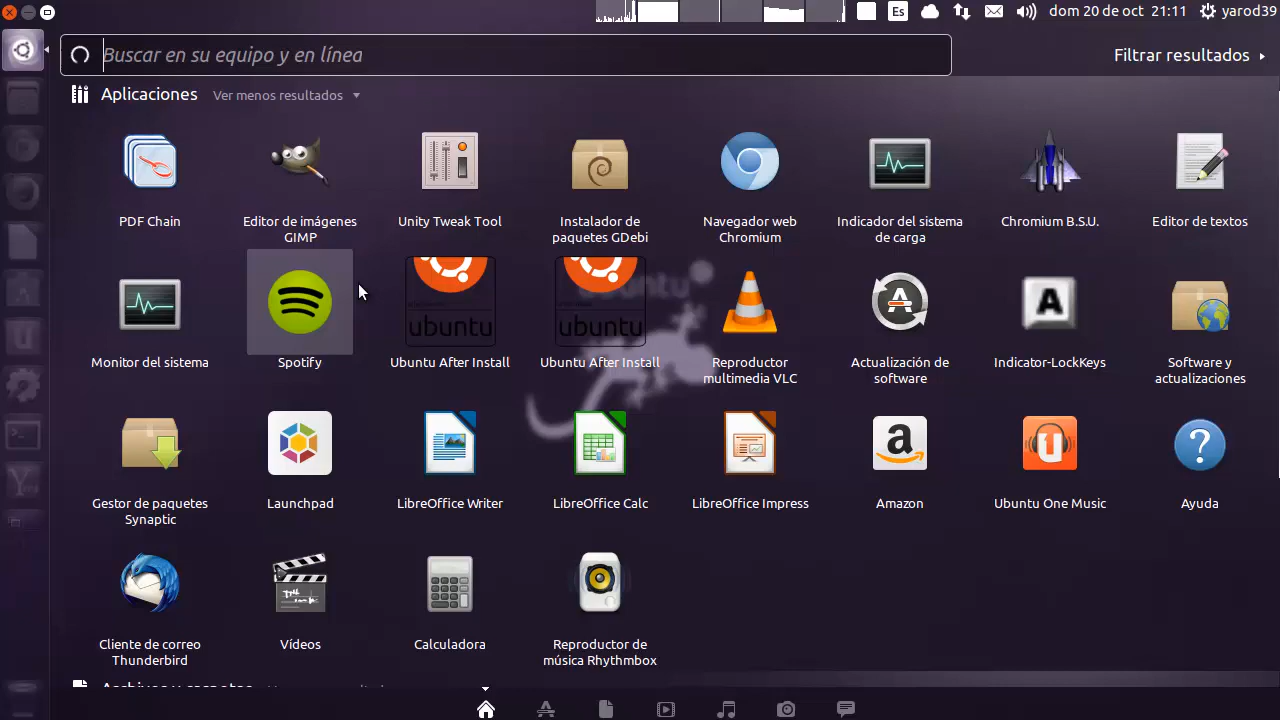 Es
dom 20 de oct 21:11
yarod39
Buscar en su equipo y en línea
Filtrar resultados
Aplicaciones
Ver menos resultados
PDF Chain
Editor de imágenes
GIMP
Unity Tweak Tool
Instalador de
paquetes GDebi
Navegador web
Chromium
Indicador del sistema
de carga
Chromium B.S.U.
Editor de textos
Monitor del sistema
Spotify
ubuntu
Ubuntu After Install
ubuntu
Ubuntu After Install
Reproductor
multimedia VLC
Actualización de
software
A
Indicator-LockKeys
Software y
actualizaciones
Gestor de paquetes
Synaptic
Launchpad
LibreOffice Writer
LibreOffice Calc
LibreOffice Impress
a
Amazon
Ubuntu One Music
?
Ayuda
Cliente de correo
Thunderbird
Vídeos
Calculadora
Reproductor de
música Rhythmbox